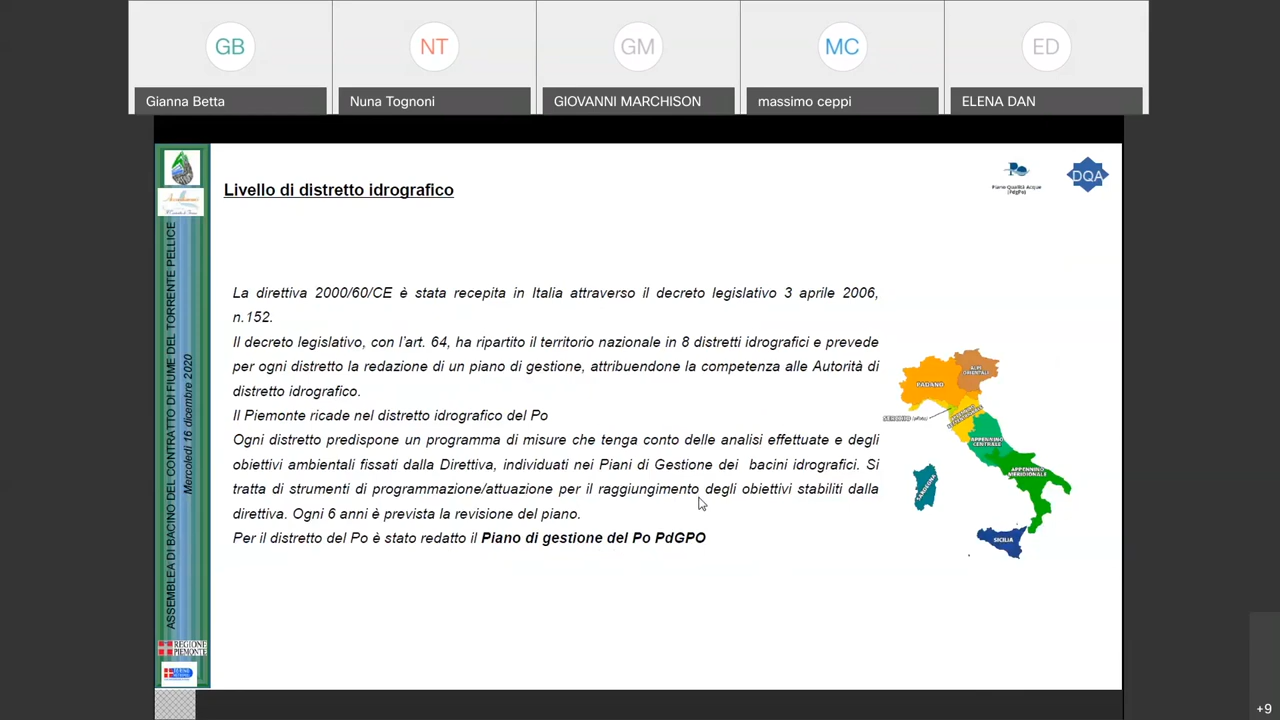 GB
NT
GM
MC
ED
Gianna Betta
Nuna Tognoni
GIOVANNI MARCHISON
massimo ceppi
ELENA DAN
Livello di distretto idrografico
Piano Qualità Acque
(PdgPo)
DQA
ASSEMBLEA DI BACINO DEL CONTRATTO DI FIUME DEL TORRENTE PELLICE
Mercoledì 16 dicembre 2020
La direttiva 2000/60/CE è stata recepita in Italia attraverso il decreto legislativo 3 aprile 2006,
n.152.
Il decreto legislativo, con l'art. 64, ha ripartito il territorio nazionale in 8 distretti idrografici e prevede
per ogni distretto la redazione di un piano di gestione, attribuendone la competenza alle Autorità di
distretto idrografico.
Il Piemonte ricade nel distretto idrografico del Po
Ogni distretto predispone un programma di misure che tenga conto delle analisi effettuate e degli
obiettivi ambientali fissati dalla Direttiva, individuati nei Piani di Gestione dei bacini idrografici. Si
tratta di strumenti di programmazione/attuazione per il raggiungimento degli obiettivi stabiliti dalla
direttiva. Ogni 6 anni è prevista la revisione del piano.
Per il distretto del Po è stato redatto il Piano di gestione del Po PdGPO
ALPI
ORIENTALI
PADANO
SERCHIO
APPENNINO
CENTRALE
APPENNINO
MERIDIONALE
SARDEGNA
SICILIA
REGIONE
PIEMONTE
+9